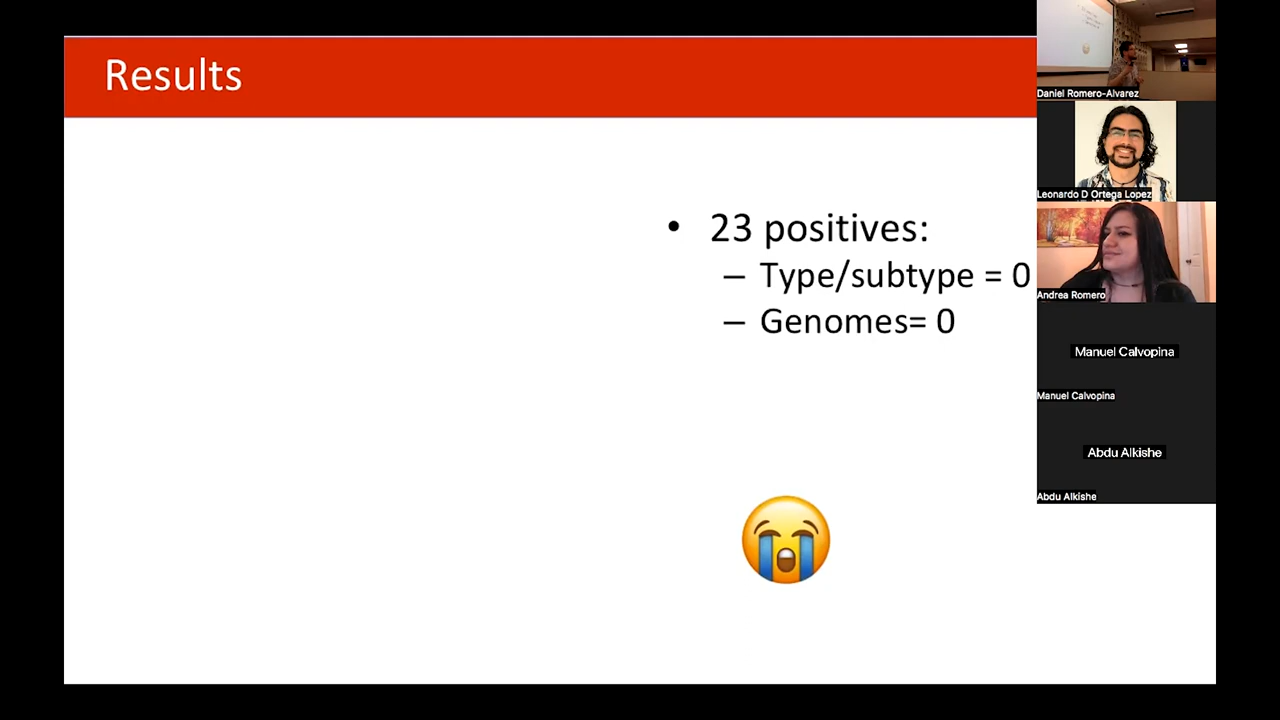 Results
• 23 positives:
– Type/subtype = 0
– Genomes= 0
Daniel Romero-Alvarez
Leonardo D Ortega Lopez
Andrea Romero
Manuel Calvopina
Manuel Calvopina
Abdu Alkishe
Abdu Alkishe